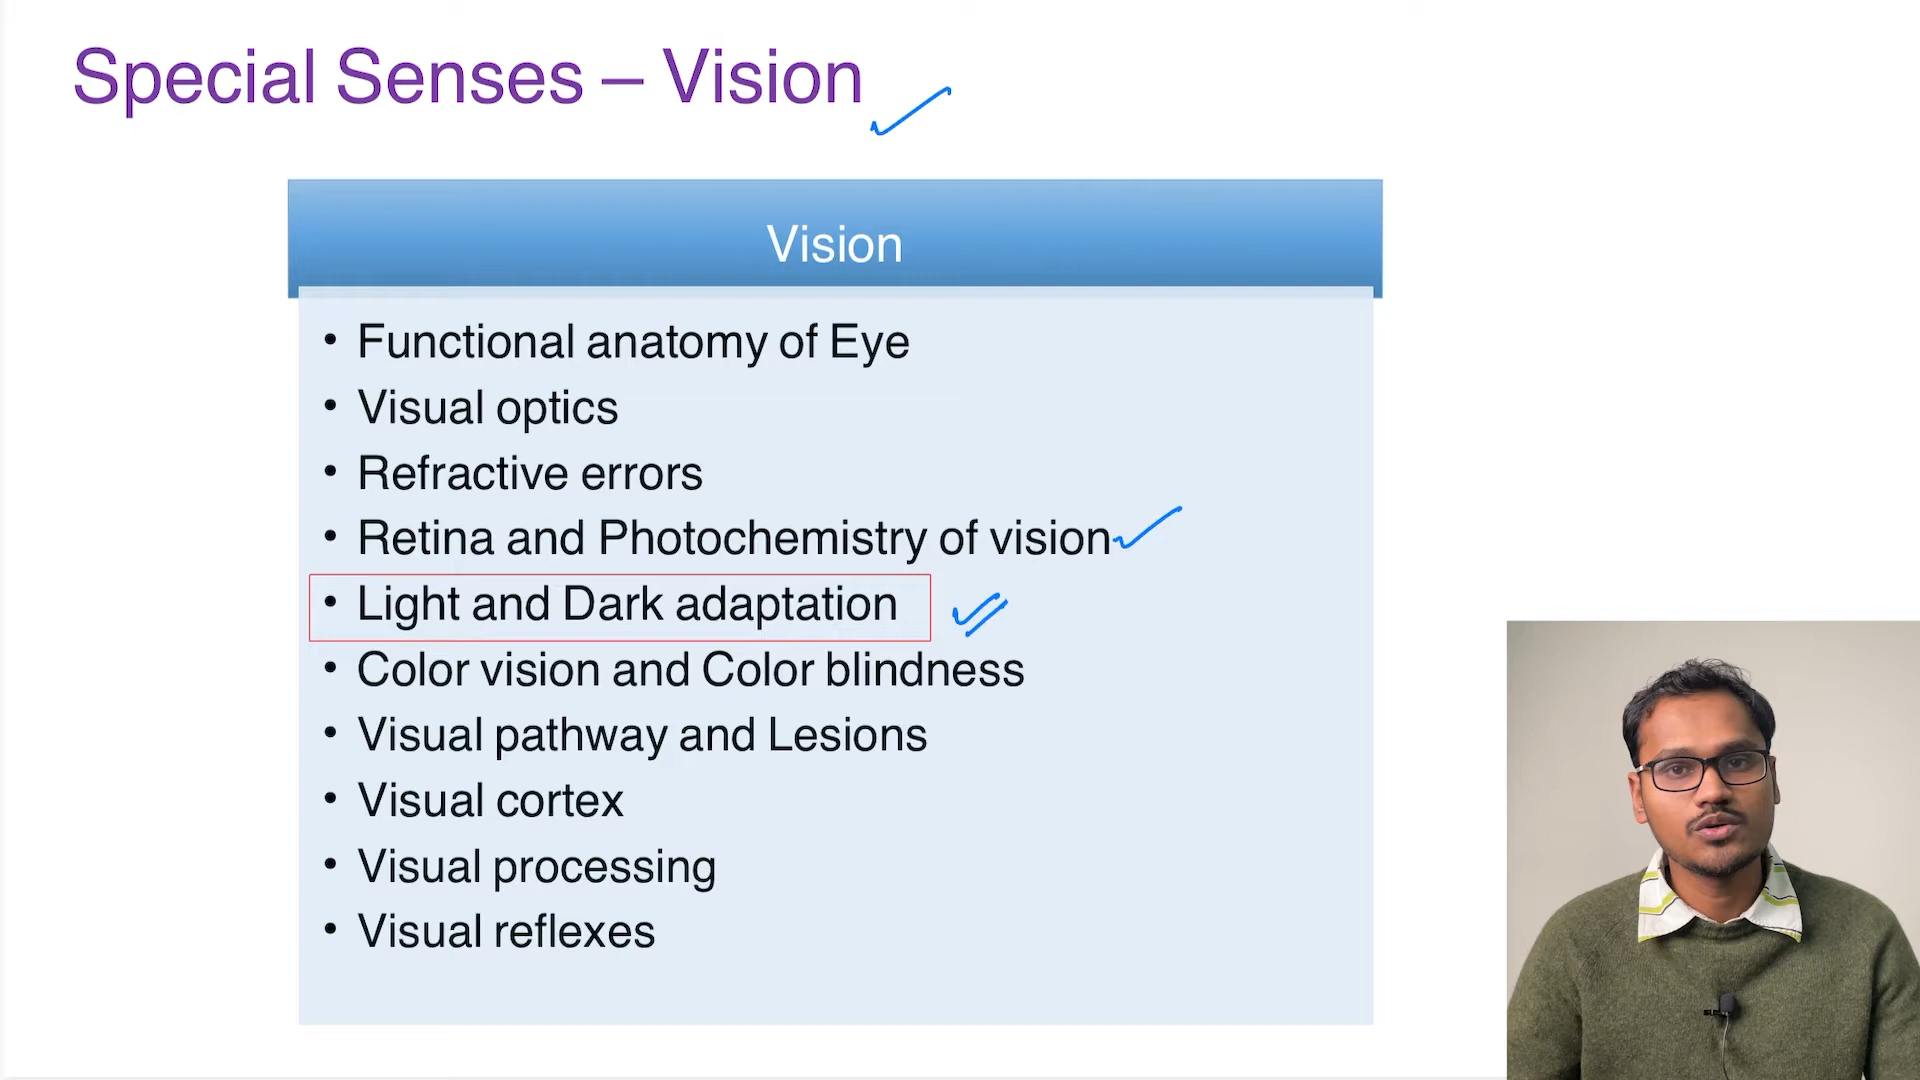 Special Senses – Vision
Vision
• Functional anatomy of Eye
• Visual optics
• Refractive errors
• Retina and Photochemistry of vision
• Light and Dark adaptation
• Color vision and Color blindness
• Visual pathway and Lesions
• Visual cortex
• Visual processing
• Visual reflexes